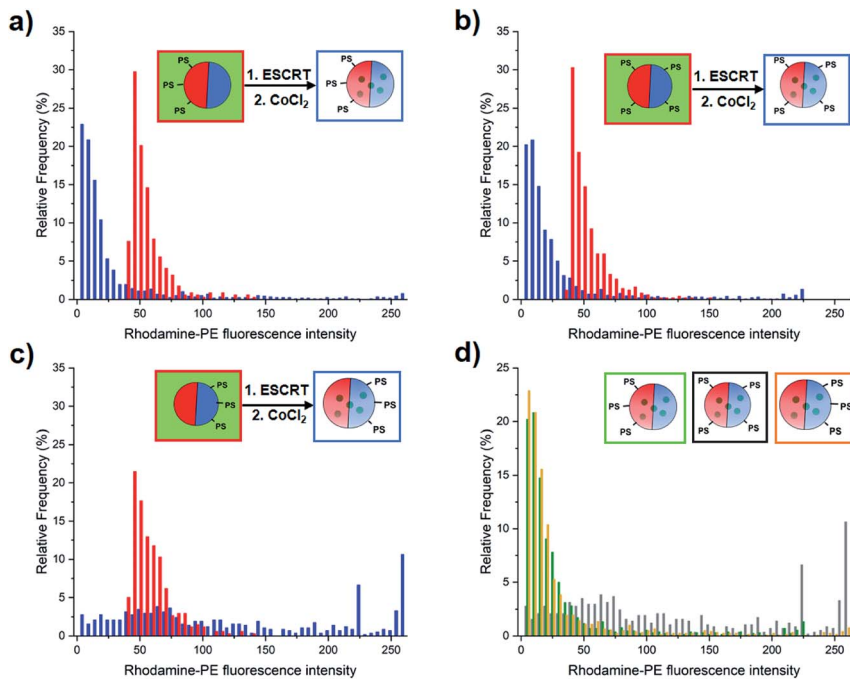 a)
35
30
25
20
15
10
5
0
Relative Frequency (%)
0 50 100 150 200 250
Rhodamine-PE fluorescence intensity
PS
PS
PS
1. ESCRT
2. CoCl₂
PS
PS
PS
b)
35
30
25
20
15
10
5
0
Relative Frequency (%)
0 50 100 150 200 250
Rhodamine-PE fluorescence intensity
PS PS
PS PS
1. ESCRT
2. CoCl₂
PS PS
PS PS
c)
35
30
25
20
15
10
5
0
Relative Frequency (%)
0 50 100 150 200 250
Rhodamine-PE fluorescence intensity
PS
PS
PS
1. ESCRT
2. CoCl₂
PS
PS
PS
d)
25
20
15
10
5
0
Relative Frequency (%)
0 50 100 150 200 250
Rhodamine-PE fluorescence intensity
PS PS
PS PS
PS PS
PS PS
PS
PS
PS